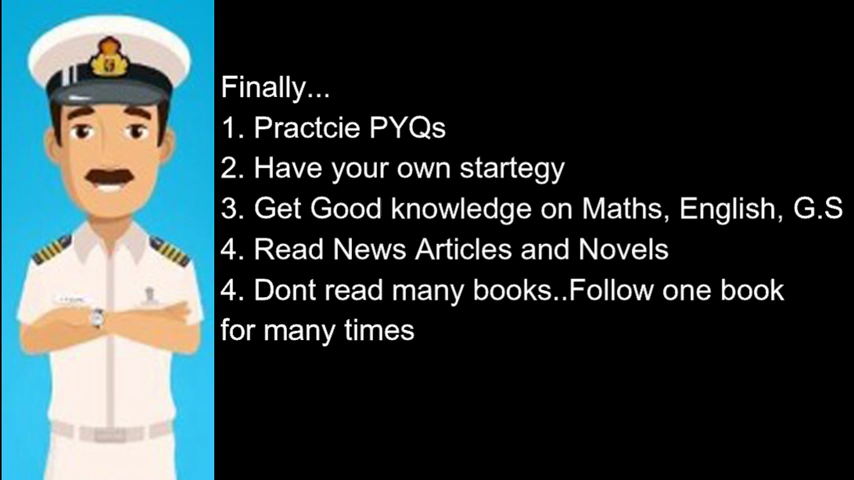 Finally...
1. Practcie PYQs
2. Have your own startegy
3. Get Good knowledge on Maths, English, G.S
4. Read News Articles and Novels
4. Dont read many books..Follow one book
for many times